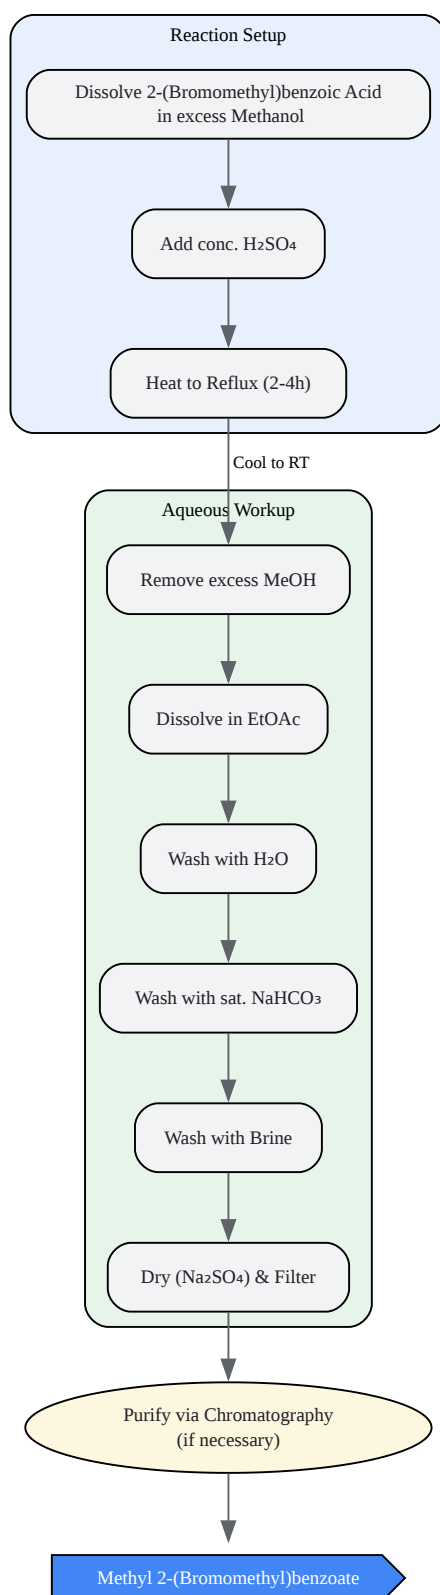 Reaction Setup
Dissolve 2-(Bromomethyl)benzoic Acid
in excess Methanol
Add conc. H₂SO₄
Heat to Reflux (2-4h)
Cool to RT
Aqueous Workup
Remove excess MeOH
Dissolve in EtOAc
Wash with H₂O
Wash with sat. NaHCO₃
Wash with Brine
Dry (Na₂SO₄) & Filter
Purify via Chromatography
(if necessary)
Methyl 2-(Bromomethyl)benzoate